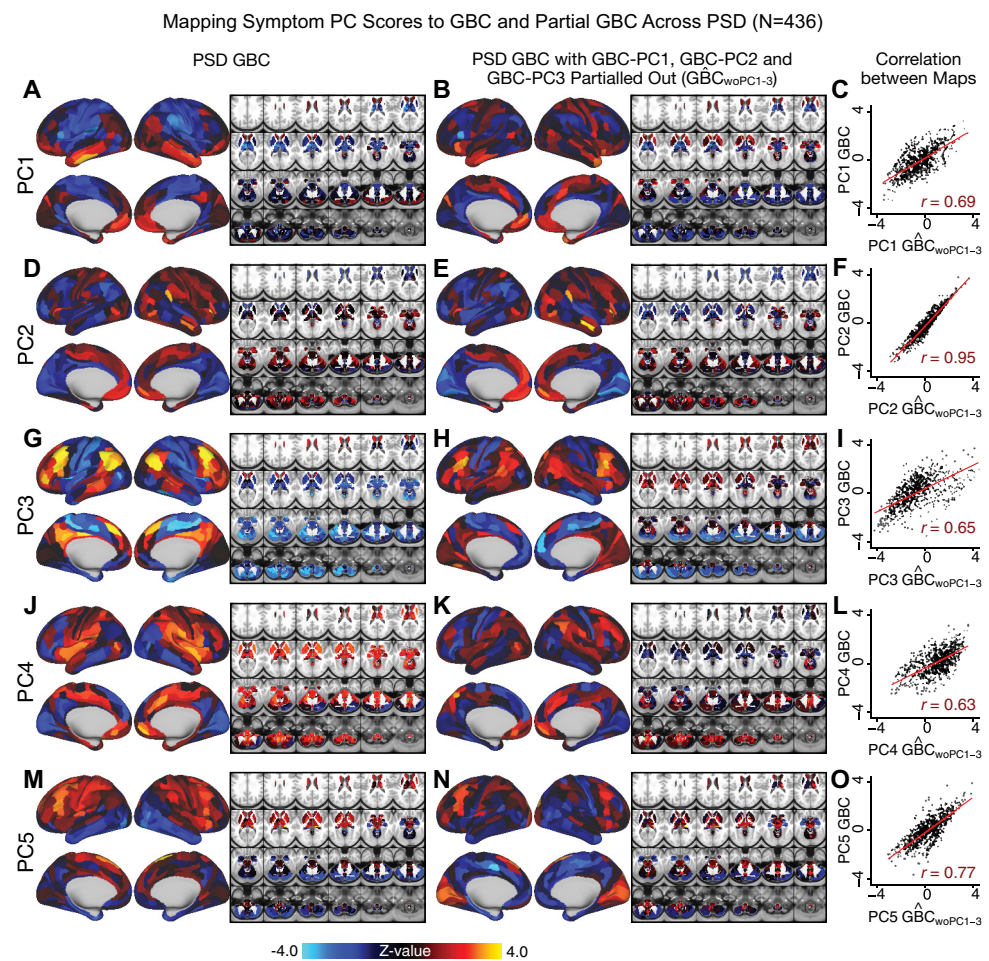 Mapping Symptom PC Scores to GBC and Partial GBC Across PSD (N=436)
PSD GBC
PSD GBC with GBC-PC1, GBC-PC2 and
GBC-PC3 Partialled Out (GB̂CwoPC1–3)
Correlation
between Maps
A
B
C
PC1
4
0
-4
PC1 GBC
r = 0.69
−4 0 4
PC1 GB̂CwoPC1–3
D
E
F
PC2
4
0
-4
PC2 GBC
r = 0.95
−4 0 4
PC2 GB̂CwoPC1–3
G
H
I
PC3
4
0
-4
PC3 GBC
r = 0.65
−4 0 4
PC3 GB̂CwoPC1–3
J
K
L
PC4
4
0
-4
PC4 GBC
r = 0.63
−4 0 4
PC4 GB̂CwoPC1–3
M
N
O
PC5
4
0
-4
PC5 GBC
r = 0.77
−4 0 4
PC5 GB̂CwoPC1–3
-4.0 Z-value 4.0